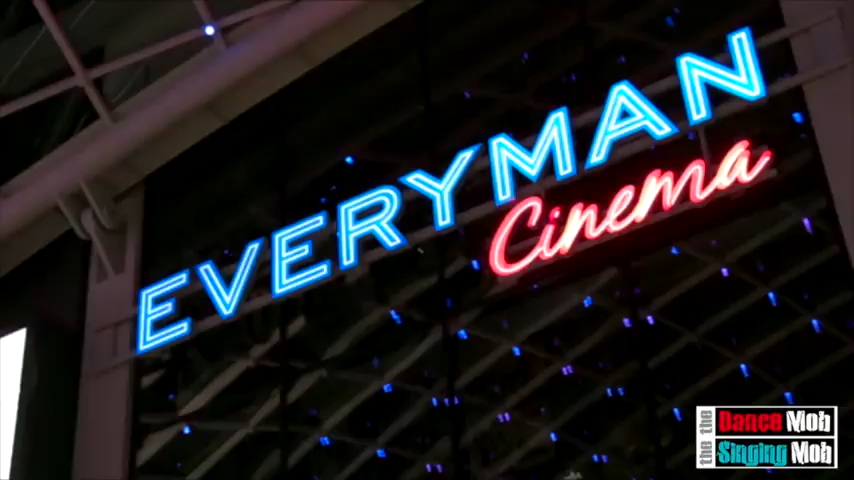 EVERYMAN
Cinema
the Dance Mob
the Singing Mob